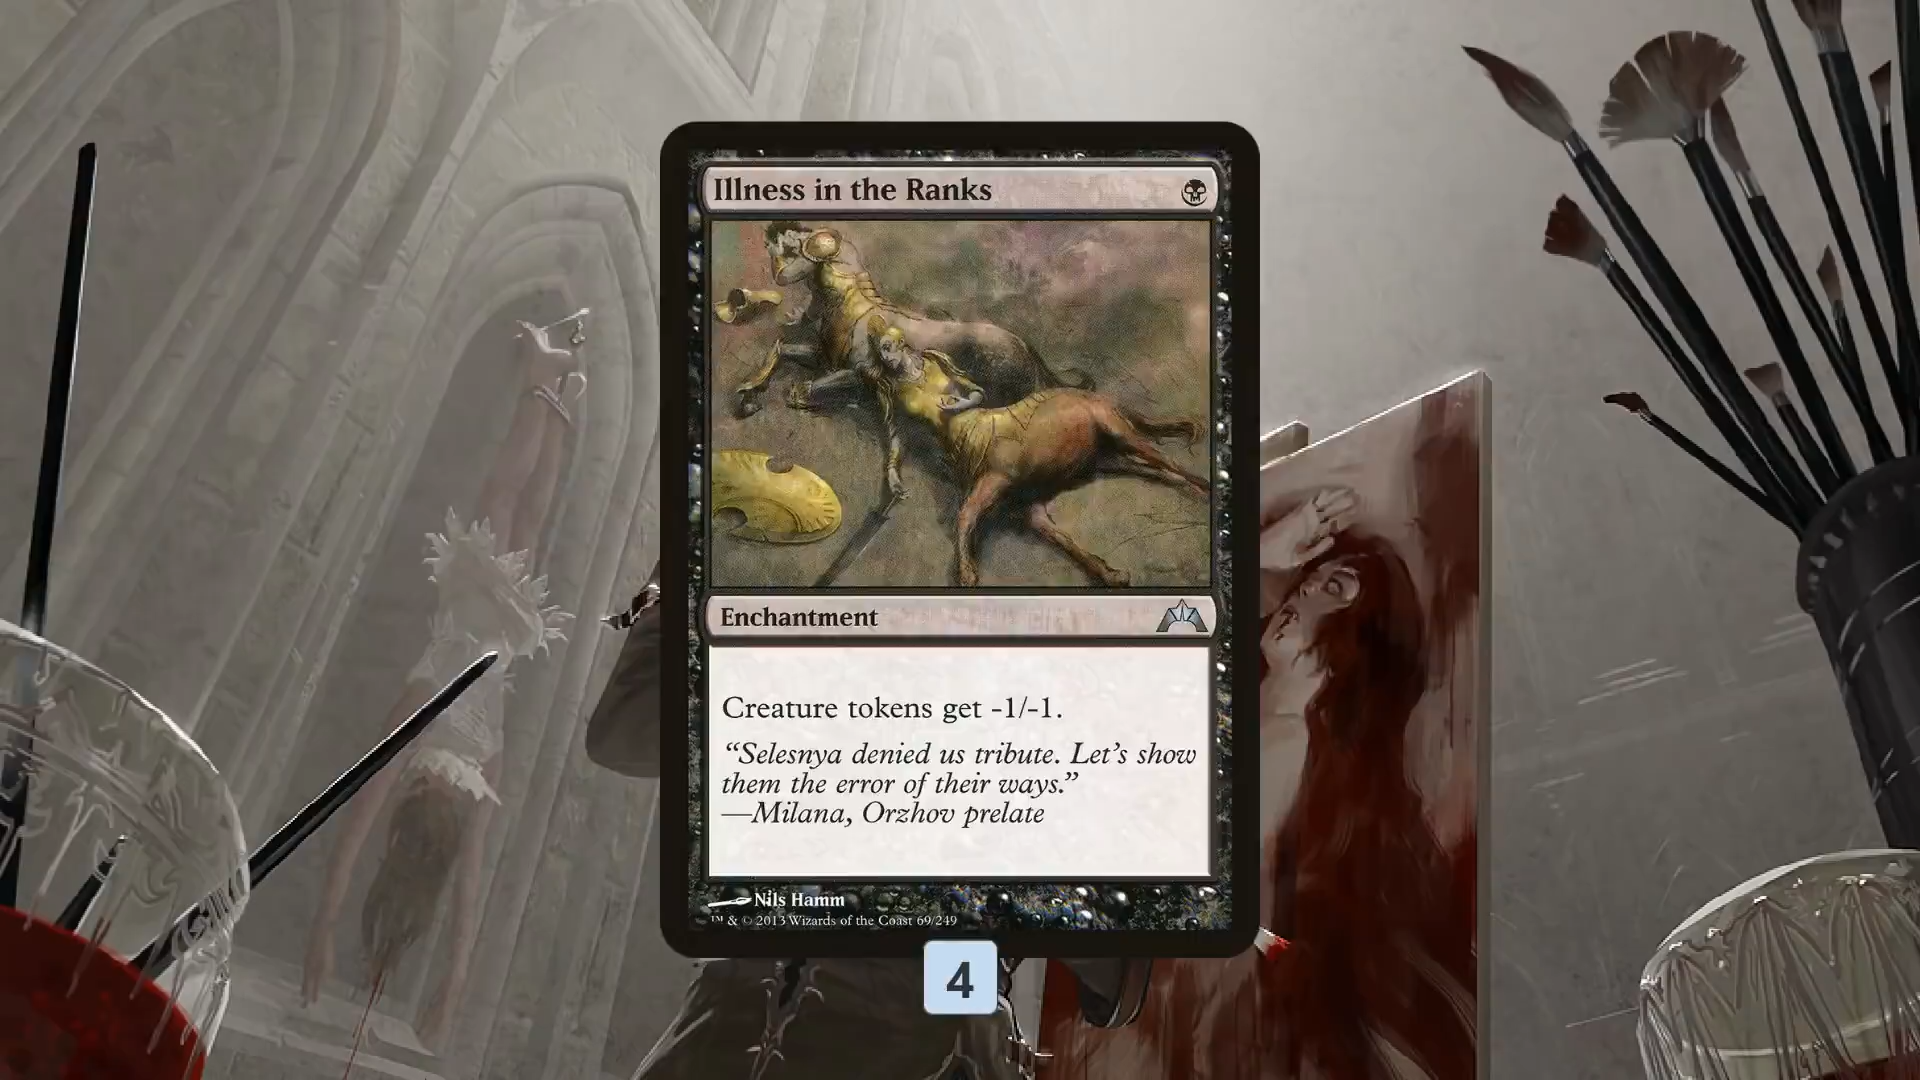 Illness in the Ranks
Enchantment
Creature tokens get -1/-1.
“Selesnya denied us tribute. Let’s show
them the error of their ways.”
—Milana, Orzhov prelate
Nils Hamm
™ & © 2013 Wizards of the Coast 69/249
4